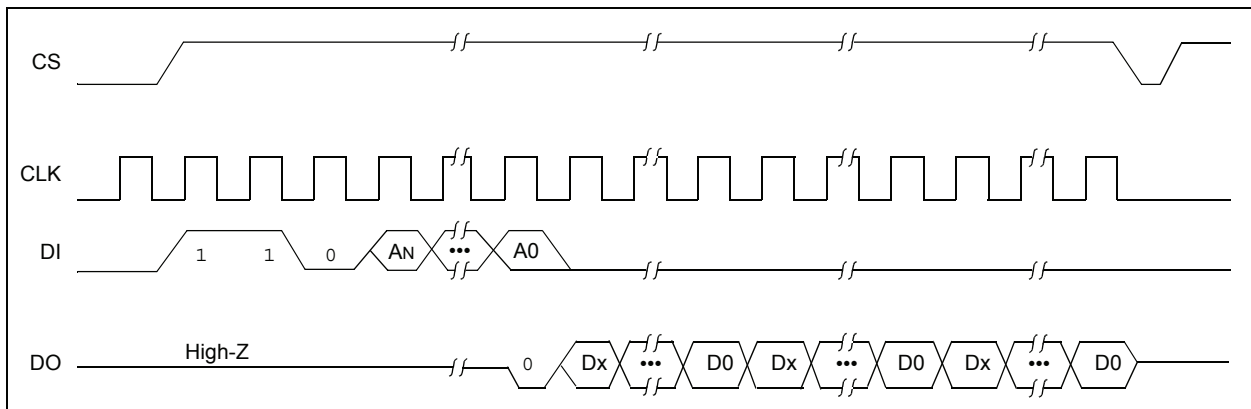 CS
CLK
DI 1 1 0 AN ••• A0
High-Z
DO 0 Dx ••• D0 Dx ••• D0 Dx ••• D0